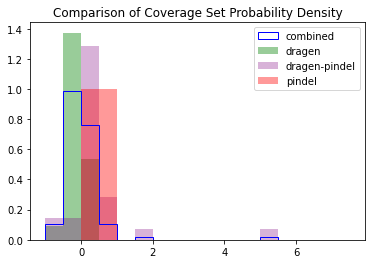 Comparison of Coverage Set Probability Density
1.4
1.2
1.0
0.8
0.6
0.4
0.2
0.0
combined
dragen
dragen-pindel
pindel
0 2 4 6